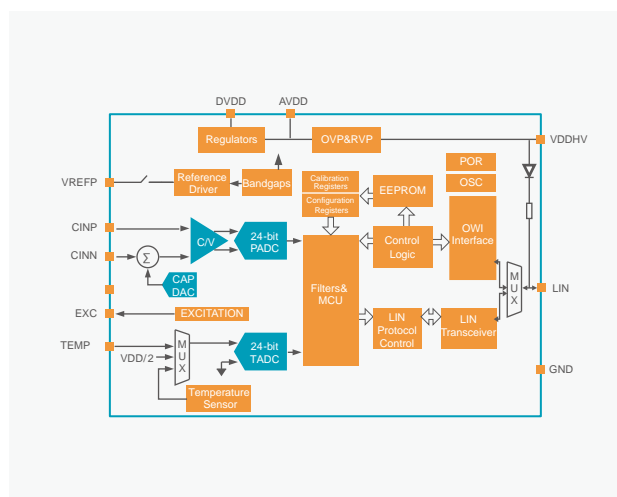 DVDD
AVDD
Regulators
OVP&RVP
VDDHV
POR
VREFP
Reference
Driver
Bandgaps
Calibration
Registers
Configuration
Registers
EEPROM
OSC
CINP
CINN
Σ
C/V
24-bit
PADC
Control
Logic
OWI
Interface
CAP
DAC
Filters&
MCU
MUX
LIN
EXC
EXCITATION
LIN
Protocol
Control
LIN
Transceiver
TEMP
VDD/2
MUX
24-bit
TADC
GND
Temperature
Sensor